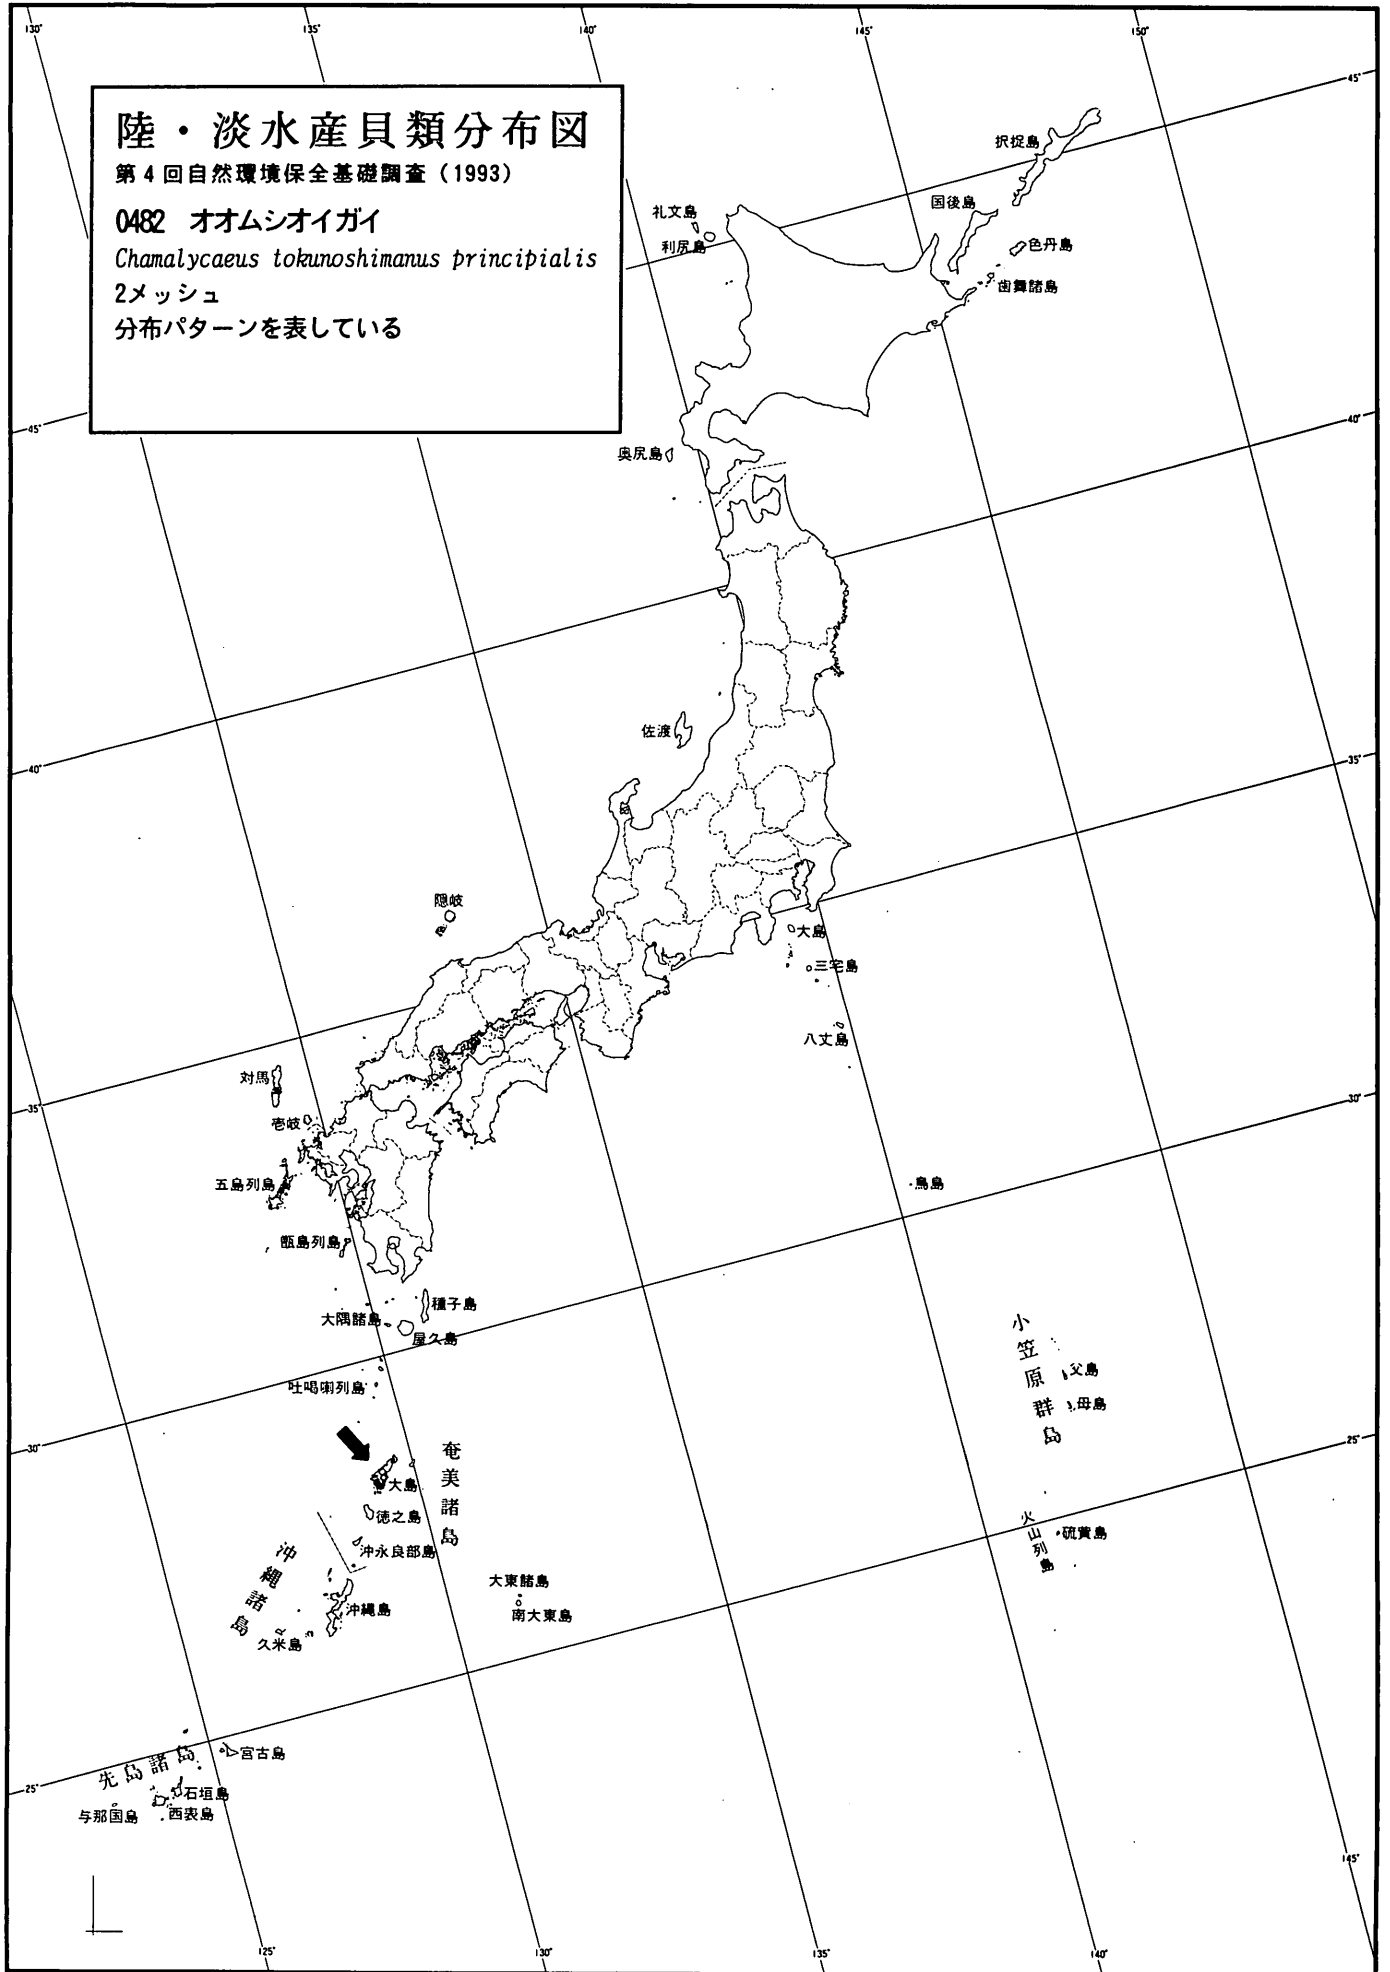 130°
135°
140°
145°
150°
陸・淡水産貝類分布図
第4回自然環境保全基礎調査（1993）
0482 オオムシオイガイ
Chamalycaeus tokunoshimanus principialis
2メッシュ
分布パターンを表している
45°
択捉島
国後島
礼文島
利尻島
色丹島
歯舞諸島
45°
40°
奥尻島
佐渡
40°
35°
隠岐
大島
三宅島
八丈島
対馬
35°
壱岐
30°
五島列島
鳥島
甑島列島
種子島
大隅諸島
屋久島
小笠原群島
父島
吐噶喇列島
母島
30°
25°
奄美諸島
大島
徳之島
沖永良部島
火山列島
硫黄島
沖縄諸島
大東諸島
沖縄島
南大東島
久米島
先島諸島
宮古島
25°
石垣島
与那国島
西表島
145°
125°
130°
135°
140°